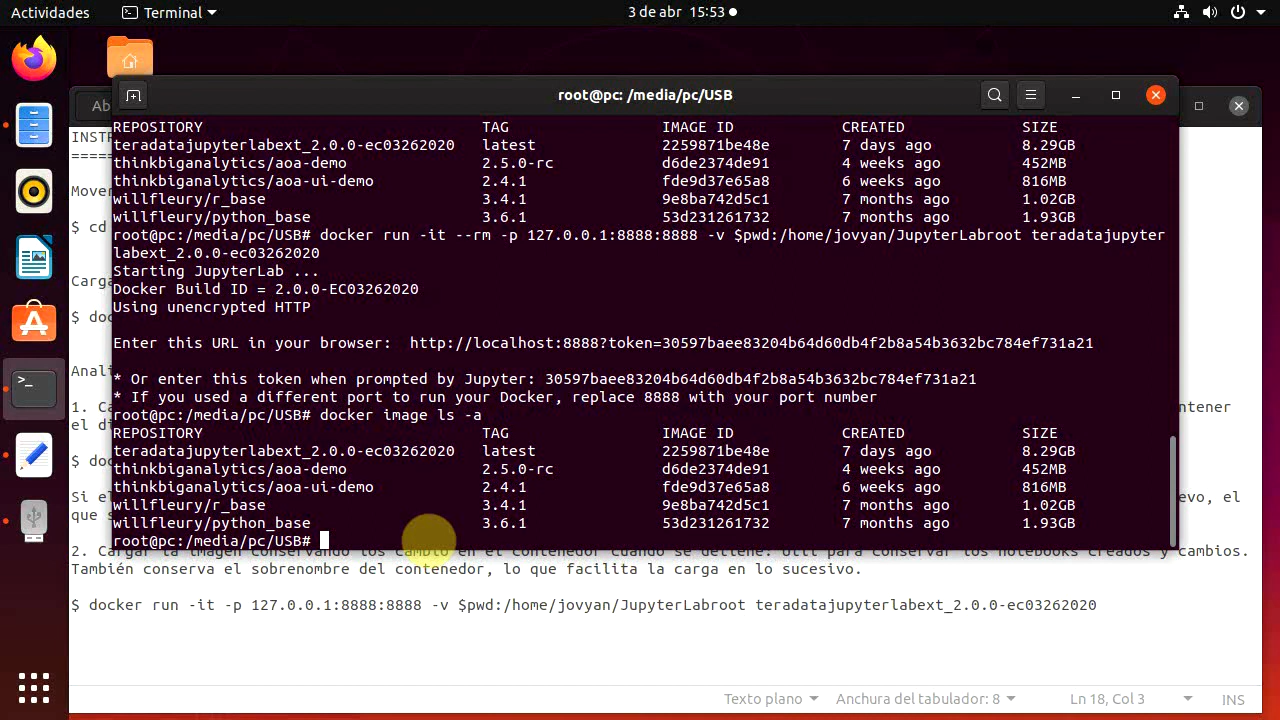 Actividades
Terminal
3 de abr 15:53
root@pc: /media/pc/USB
REPOSITORY TAG IMAGE ID CREATED SIZE
teradatajupyterlabext_2.0.0-ec03262020 latest 2259871be48e 7 days ago 8.29GB
thinkbiganalytics/aoa-demo 2.5.0-rc d6de2374de91 4 weeks ago 452MB
thinkbiganalytics/aoa-ui-demo 2.4.1 fde9d37e65a8 6 weeks ago 816MB
willfleury/r_base 3.4.1 9e8ba742d5c1 7 months ago 1.02GB
willfleury/python_base 3.6.1 53d231261732 7 months ago 1.93GB
root@pc:/media/pc/USB# docker run -it --rm -p 127.0.0.1:8888:8888 -v $pwd:/home/jovyan/JupyterLabroot teradatajupyter
labext_2.0.0-ec03262020
Starting JupyterLab ...
Docker Build ID = 2.0.0-EC03262020
Using unencrypted HTTP
Enter this URL in your browser: http://localhost:8888?token=30597baee83204b64d60db4f2b8a54b3632bc784ef731a21
* Or enter this token when prompted by Jupyter: 30597baee83204b64d60db4f2b8a54b3632bc784ef731a21
* If you used a different port to run your Docker, replace 8888 with your port number
root@pc:/media/pc/USB# docker image ls -a
REPOSITORY TAG IMAGE ID CREATED SIZE
teradatajupyterlabext_2.0.0-ec03262020 latest 2259871be48e 7 days ago 8.29GB
thinkbiganalytics/aoa-demo 2.5.0-rc d6de2374de91 4 weeks ago 452MB
thinkbiganalytics/aoa-ui-demo 2.4.1 fde9d37e65a8 6 weeks ago 816MB
willfleury/r_base 3.4.1 9e8ba742d5c1 7 months ago 1.02GB
willfleury/python_base 3.6.1 53d231261732 7 months ago 1.93GB
root@pc:/media/pc/USB#
Ab
INSTR
=====
Mover
$ cd
Carga
$ doc
Anali
1. Ca ntener
el di
$ doc
Si el evo, el
que s
2. Cargar la imagen conservando los cambio en el contenedor cuando se detiene. Útil para conservar los notebooks creados y cambios.
También conserva el sobrenombre del contenedor, lo que facilita la carga en lo sucesivo.
$ docker run -it -p 127.0.0.1:8888:8888 -v $pwd:/home/jovyan/JupyterLabroot teradatajupyterlabext_2.0.0-ec03262020
Texto plano
Anchura del tabulador: 8
Ln 18, Col 3
INS